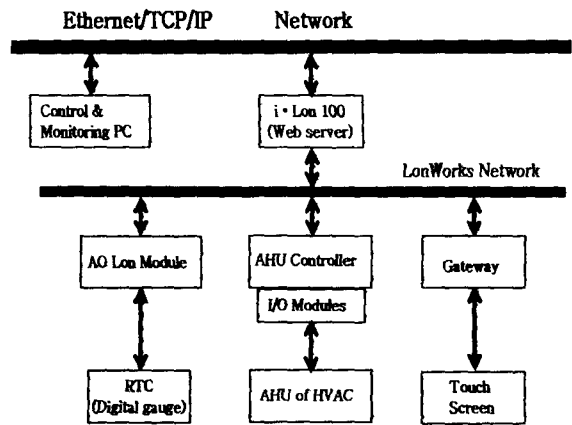 Ethernet/TCP/IP Network
Control &
Monitoring PC
i·Lon 100
(Web server)
LonWorks Network
AO Lon Module
AHU Controller
I/O Modules
Gateway
RTC
(Digital gauge)
AHU of HVAC
Touch
Screen